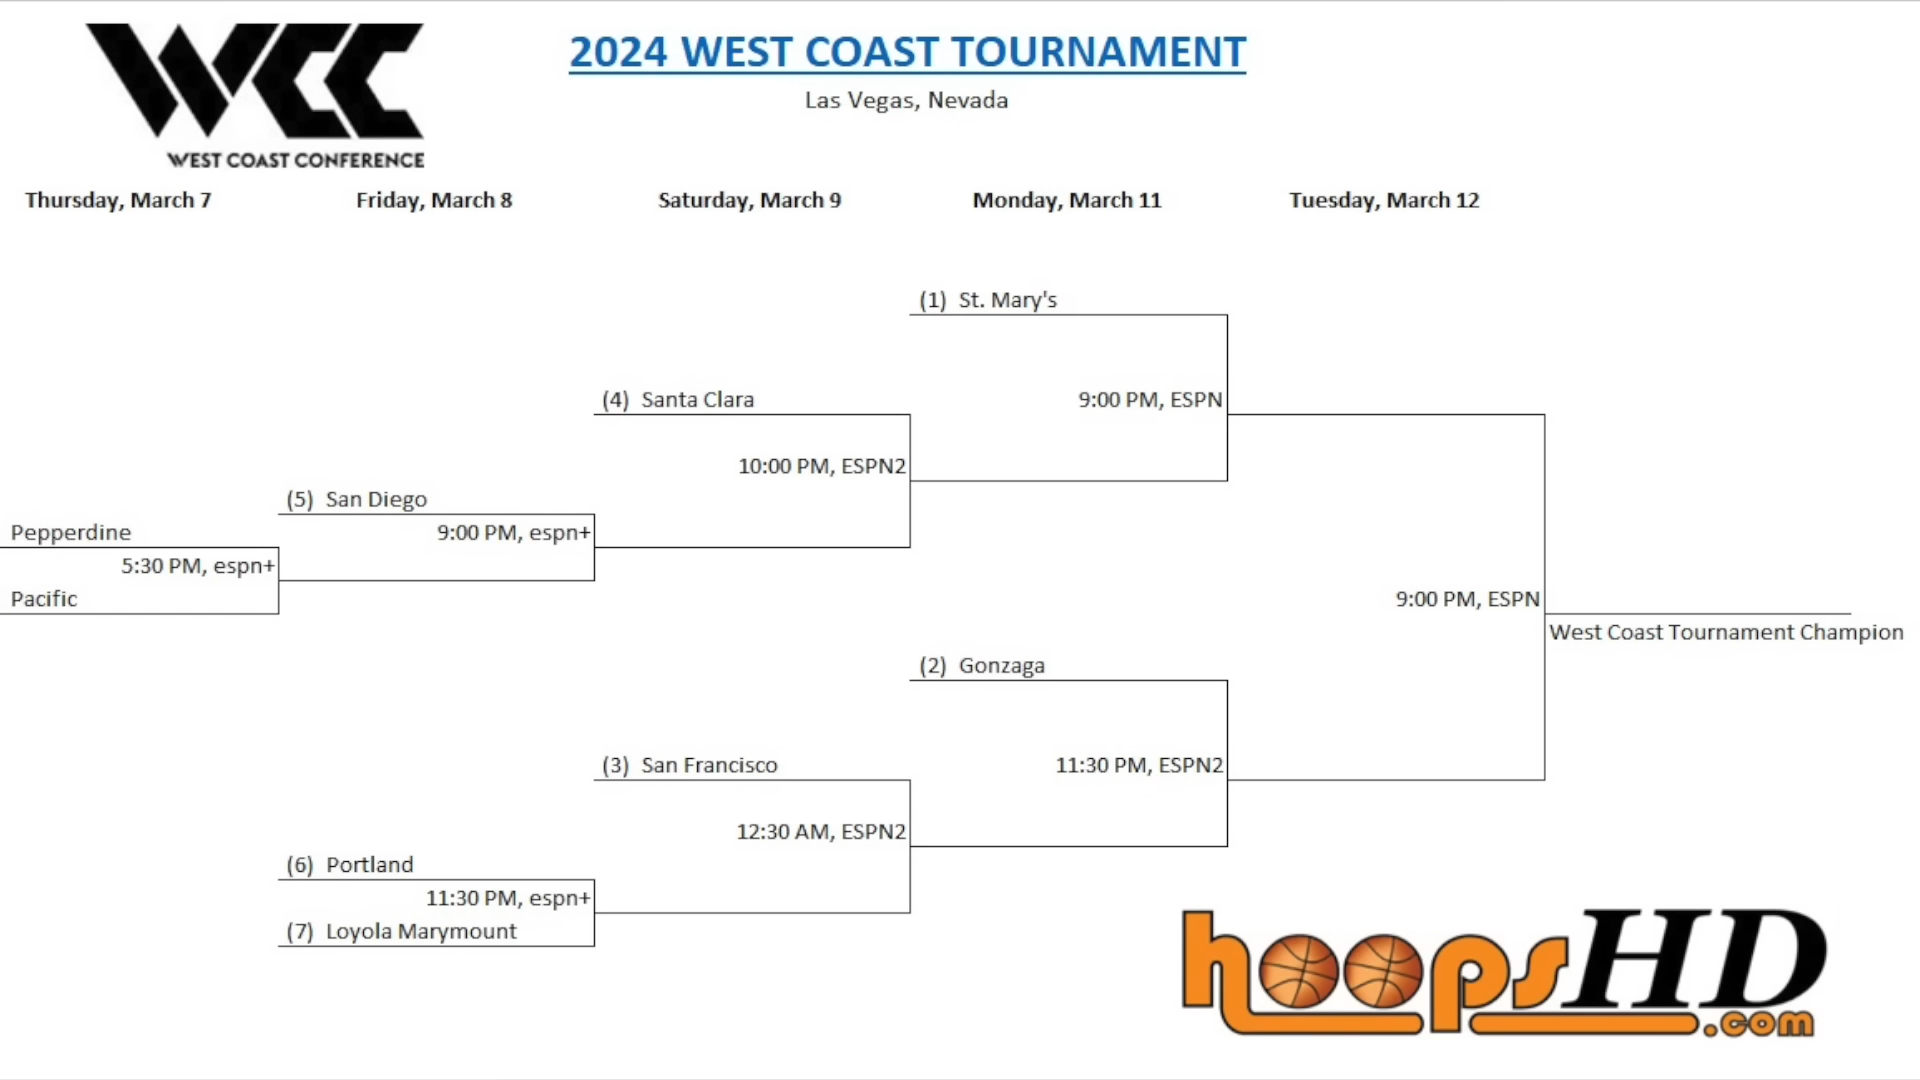 WCC
WEST COAST CONFERENCE
2024 WEST COAST TOURNAMENT
Las Vegas, Nevada
Thursday, March 7
Friday, March 8
Saturday, March 9
Monday, March 11
Tuesday, March 12
(1) St. Mary's
(4) Santa Clara
9:00 PM, ESPN
10:00 PM, ESPN2
(5) San Diego
Pepperdine
9:00 PM, espn+
5:30 PM, espn+
Pacific
9:00 PM, ESPN
West Coast Tournament Champion
(2) Gonzaga
(3) San Francisco
11:30 PM, ESPN2
12:30 AM, ESPN2
(6) Portland
11:30 PM, espn+
(7) Loyola Marymount
hoopsHD
.com